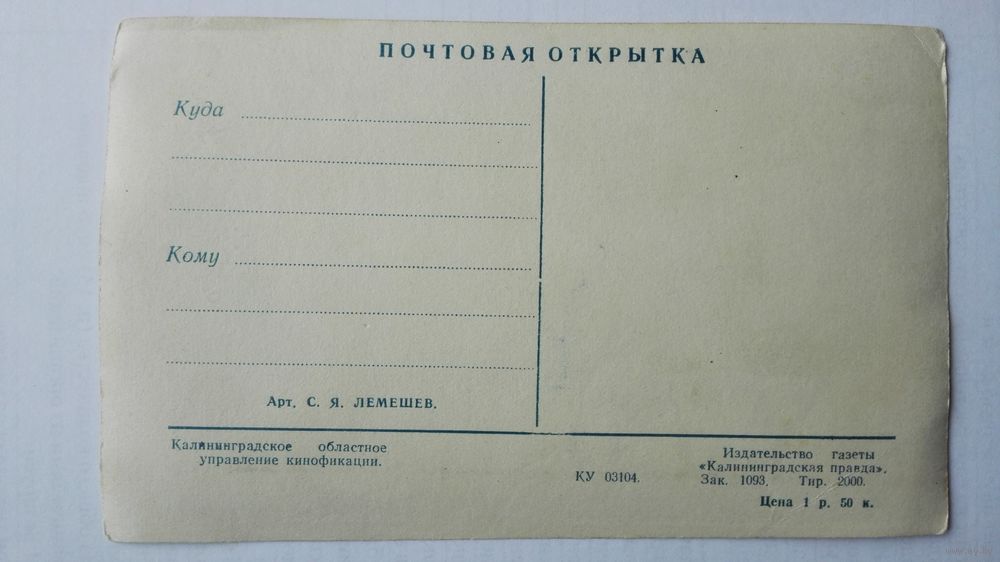 ПОЧТОВАЯ ОТКРЫТКА
Куда
Кому
Арт. С. Я. ЛЕМЕШЕВ.
Калининградское областное
управление кинофикации.
КУ 03104.
Издательство газеты
«Калининградская правда».
Зак. 1093. Тир. 2000.
Цена 1 р. 50 к.